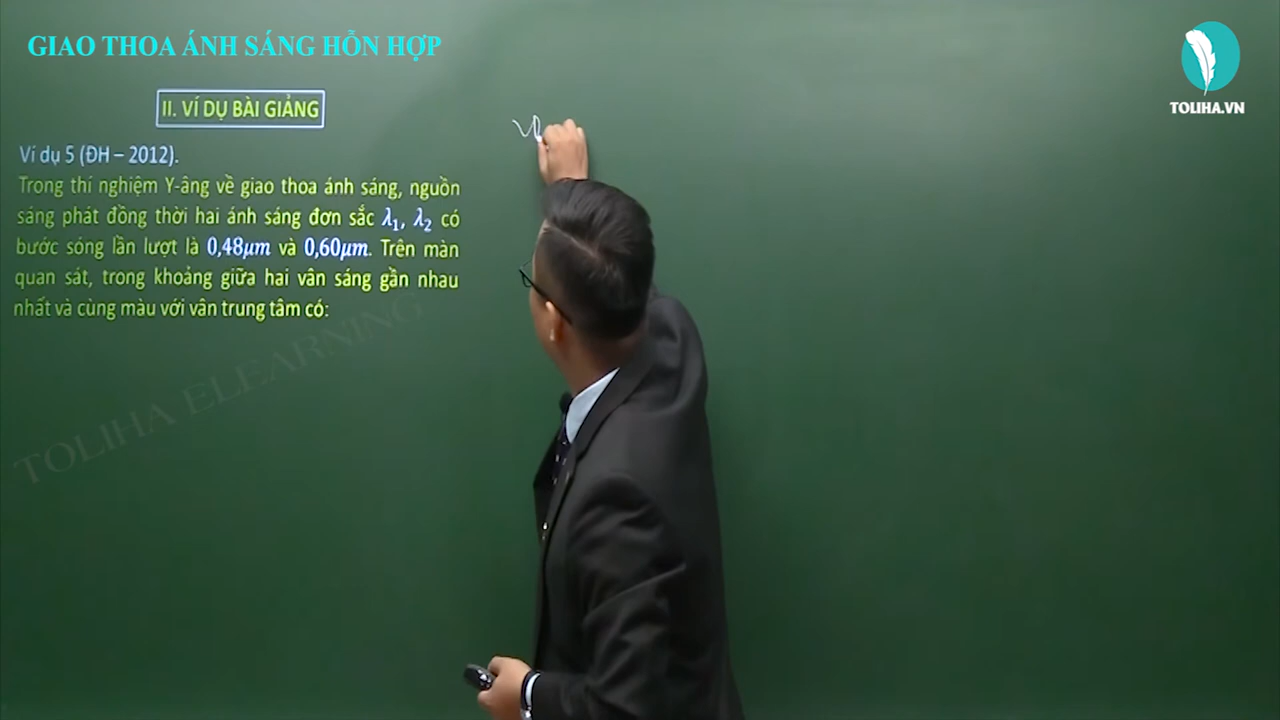 GIAO THOA ÁNH SÁNG HỖN HỢP
TOLIHA.VN
II. VÍ DỤ BÀI GIẢNG
Ví dụ 5 (ĐH – 2012).
Trong thí nghiệm Y-âng về giao thoa ánh sáng, nguồn
sáng phát đồng thời hai ánh sáng đơn sắc λ₁, λ₂ có
bước sóng lần lượt là 0,48μm và 0,60μm. Trên màn
quan sát, trong khoảng giữa hai vân sáng gần nhau
nhất và cùng màu với vân trung tâm có:
TOLIHA ELEARNING